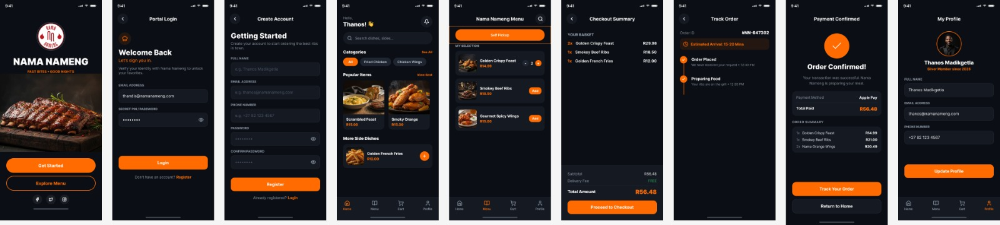 9:41
NAMA
NAMENG
NAMA NAMENG
FAST BITES • GOOD NIGHTS
Get Started
Explore Menu
9:41
Portal Login
Welcome Back
Let's sign you in.
Verify your identity with Nama Nameng to unlock
your favorites.
EMAIL ADDRESS
thandis@namanameng.com
SECRET PIN / PASSWORD
••••••••
Login
Don't have an account? Register
9:41
Create Account
Getting Started
Create your account to start ordering the best ribs
in town.
FULL NAME
e.g. Thanos Madikgetla
EMAIL ADDRESS
e.g. thanos@namanameng.com
PHONE NUMBER
e.g. +27 82 123 4567
PASSWORD
••••••••
CONFIRM PASSWORD
••••••••
Register
Already registered? Login
9:41
Hello,
Thanos! 👋
Search dishes, sides...
Categories
See All
All
Fried Chicken
Chicken Wings
Popular Items
View Best
Scrambled Feast
R15.00
Smoky Orange
R15.00
More Side Dishes
Golden French Fries
R12.00
+
Home
Menu
Cart
Profile
9:41
Nama Nameng Menu
Self Pickup
MY SELECTION
Golden Crispy Feast
R14.99
- 2 +
Smokey Beef Ribs
R18.50
Add
Gourmet Spicy Wings
R15.00
Add
Home
Menu
Cart
Profile
9:41
Checkout Summary
YOUR BASKET
2x Golden Crispy Feast R29.98
1x Smokey Beef Ribs R18.50
1x Golden French Fries R12.00
Subtotal R56.48
Delivery Fee FREE
Total Amount R56.48
Proceed to Checkout
9:41
Track Order
Order ID #NN-647392
Estimated Arrival: 15-20 Mins
Order Placed
We have received your request • 12:30 PM
Preparing Food
Your ribs are on the grill • 12:35 PM
9:41
Payment Confirmed
Order Confirmed!
Your transaction was successful. Nama
Nameng is preparing your meal.
Payment Method Apple Pay
Total Paid R56.48
ORDER SUMMARY
1x Golden Crispy Feast R14.99
1x Smokey Beef Ribs R21.00
2x Nama Orange Wings R20.49
Track Your Order
Return to Home
9:41
My Profile
Thanos Madikgetla
Silver Member since 2026
FULL NAME
Thanos Madikgetla
EMAIL ADDRESS
thanos@namanameng.com
PHONE NUMBER
+27 82 123 4567
Update Profile
Home
Menu
Cart
Profile